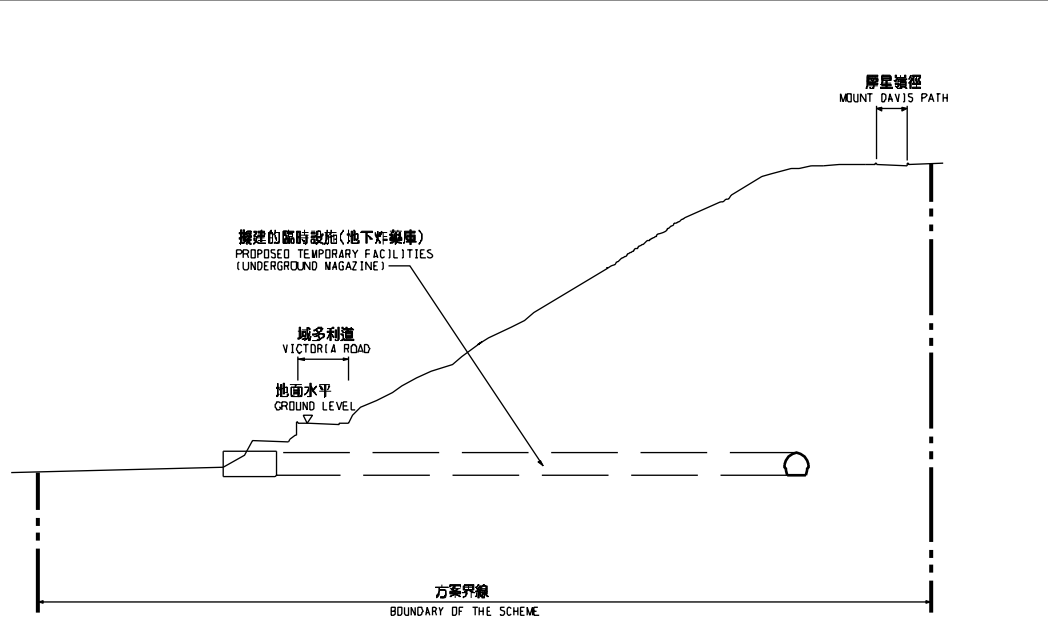 摩星嶺徑
MOUNT DAVIS PATH
擬建的臨時設施(地下炸藥庫)
PROPOSED TEMPORARY FACILITIES
(UNDERGROUND MAGAZINE)
域多利道
VICTORIA ROAD
地面水平
GROUND LEVEL
方案界線
BOUNDARY OF THE SCHEME